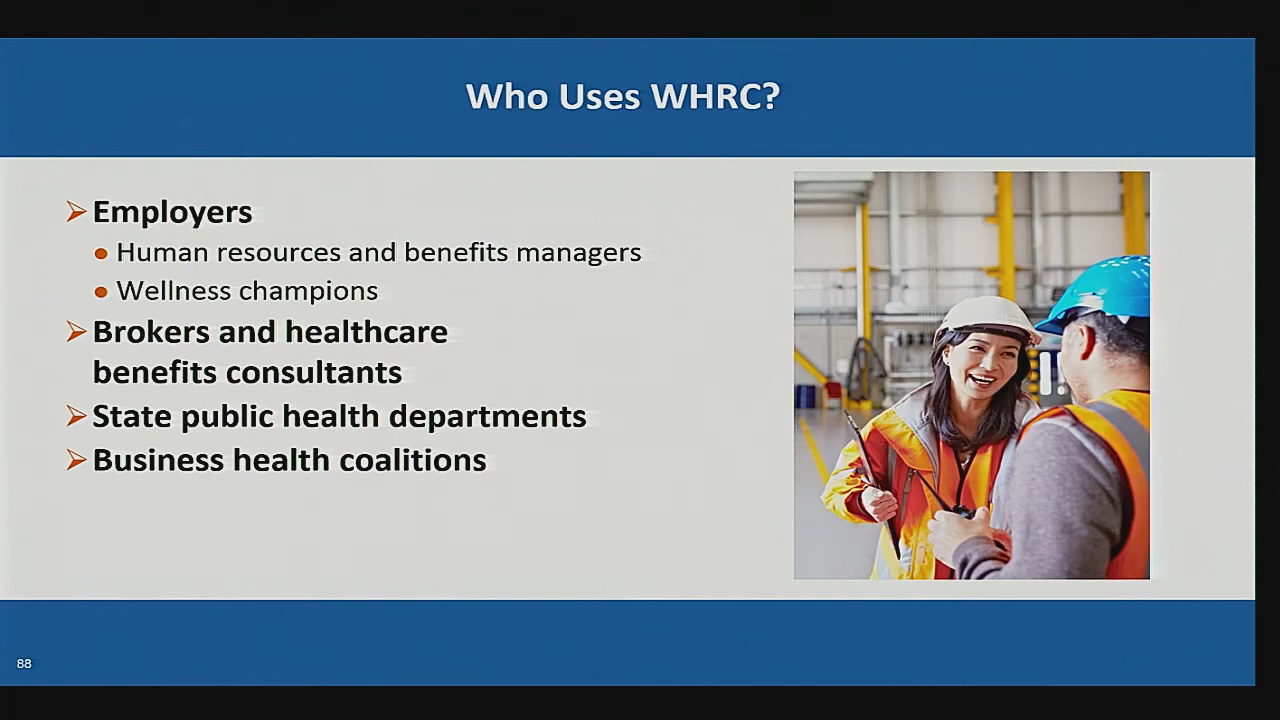 Who Uses WHRC?
Employers
Human resources and benefits managers
Wellness champions
Brokers and healthcare
benefits consultants
State public health departments
Business health coalitions
88